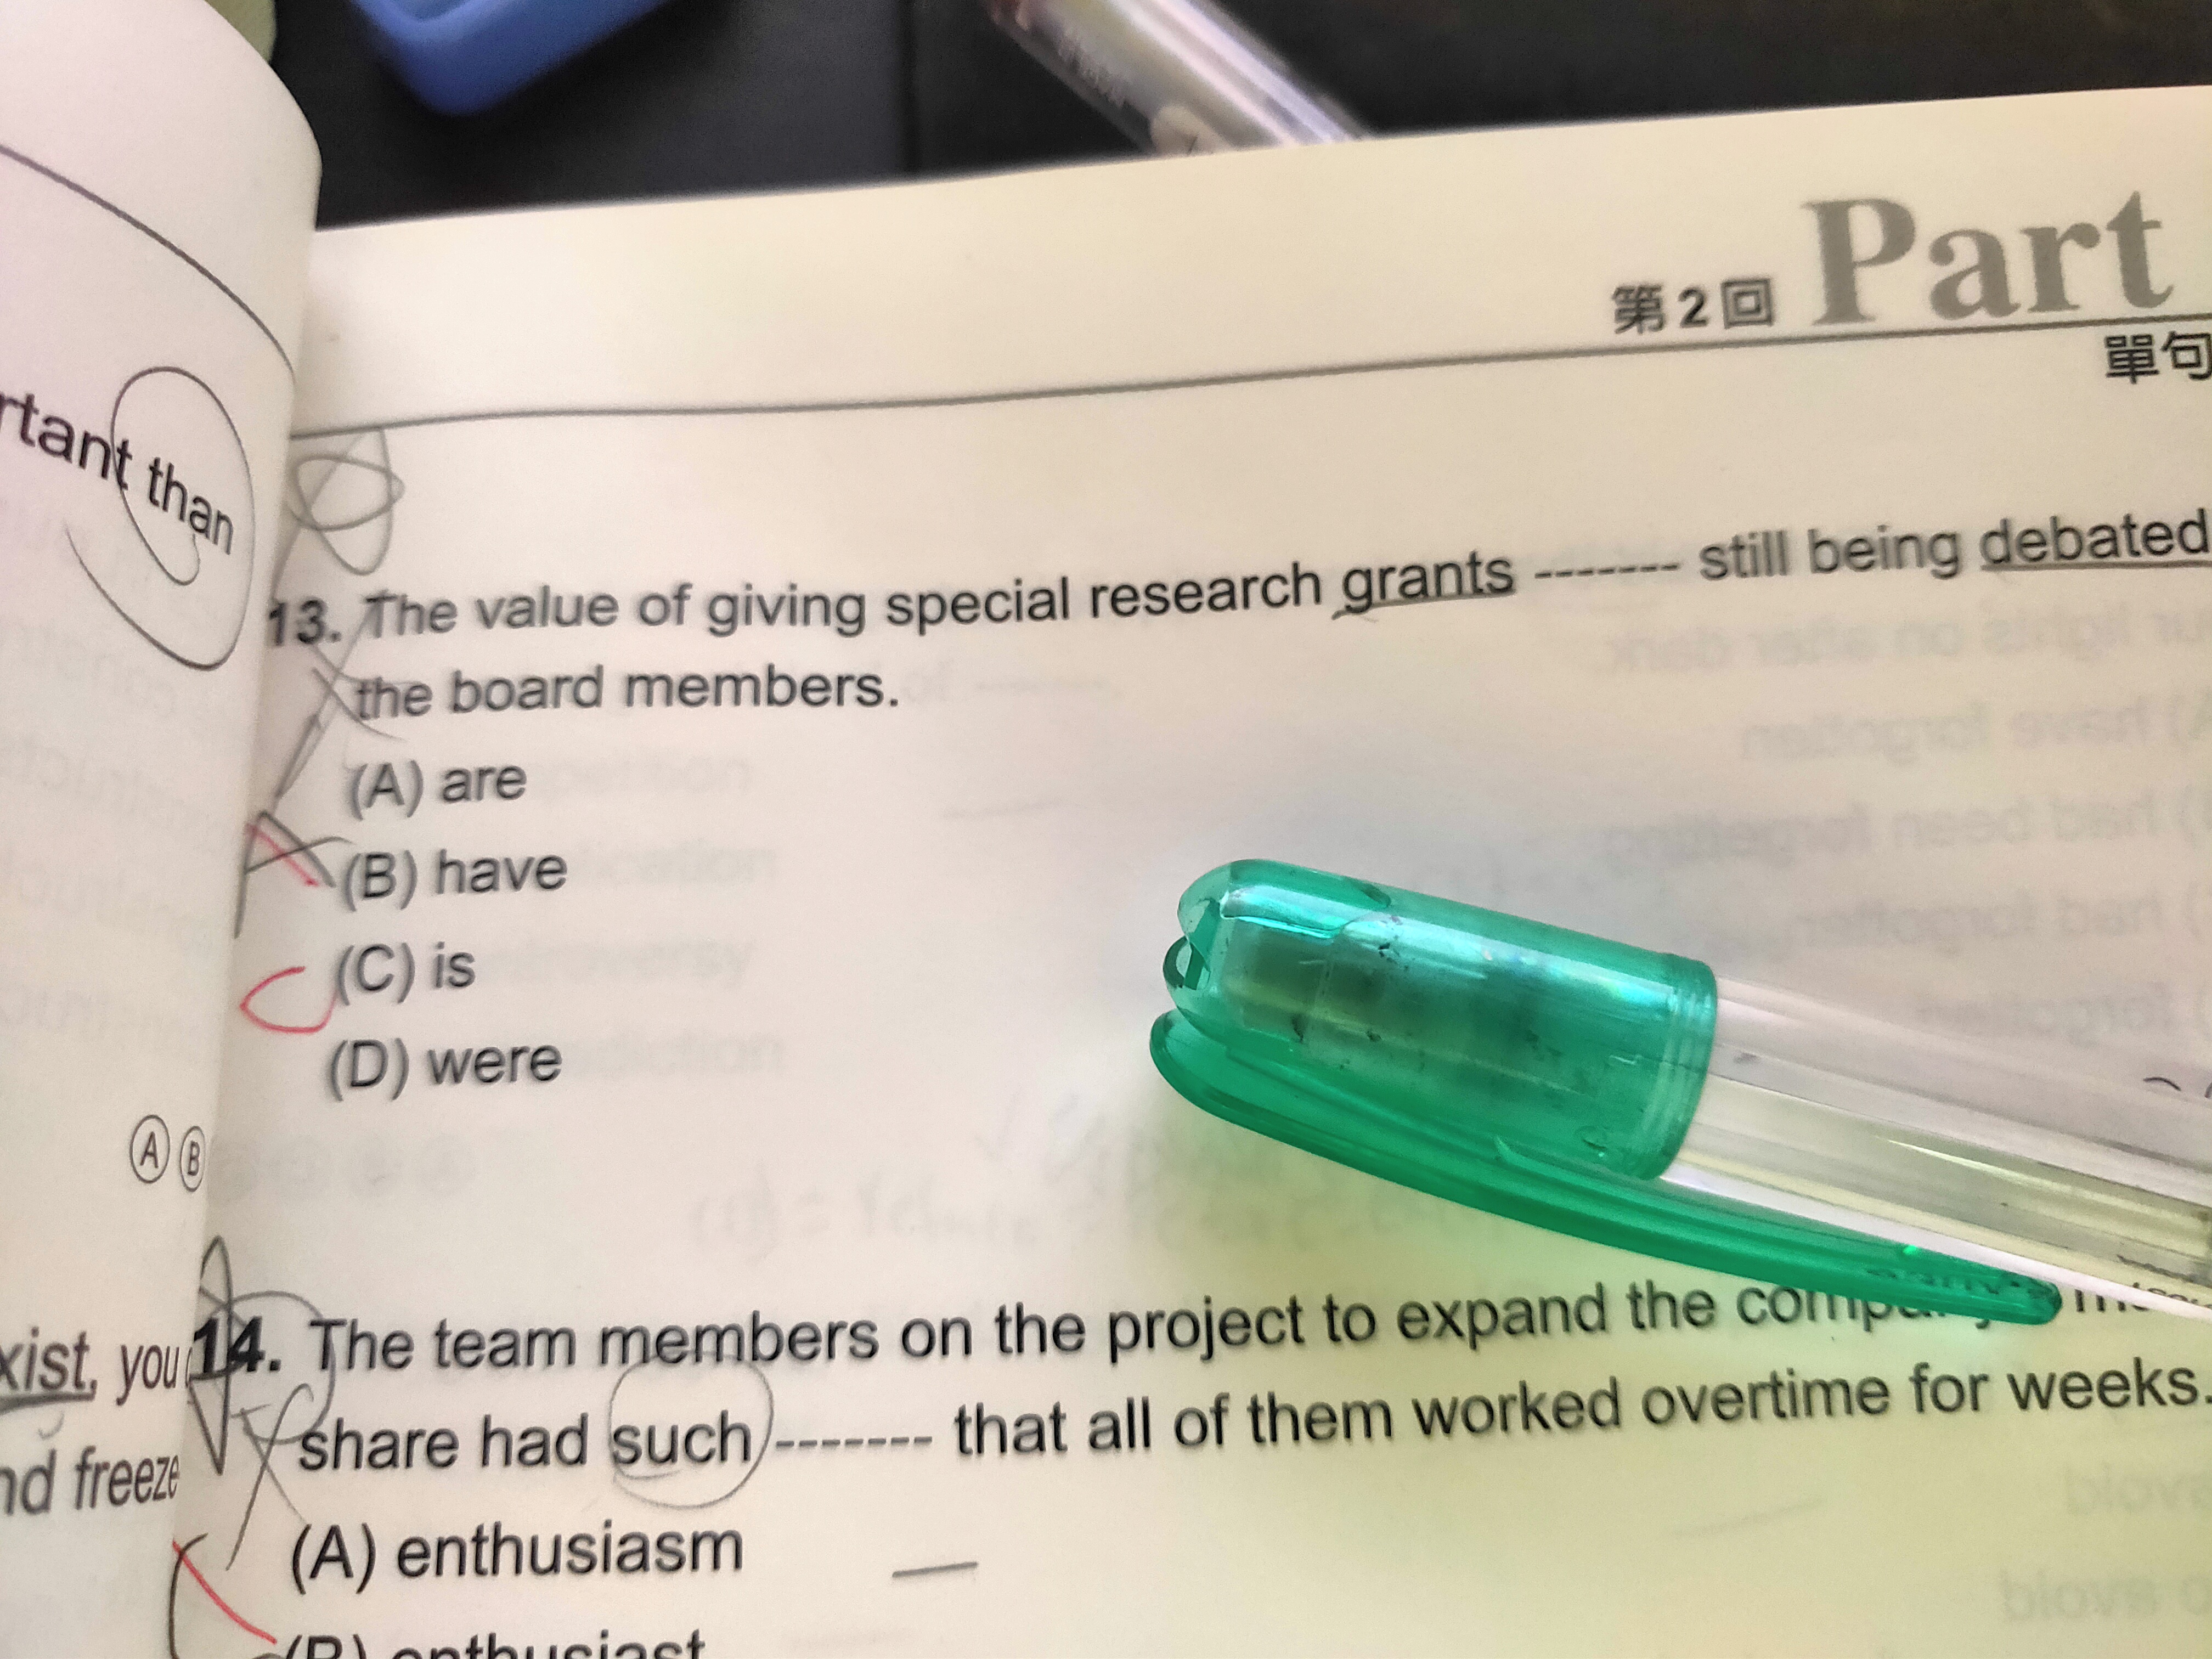 第2回 Part
單句
rtant than
13. The value of giving special research grants ------- still being debated
the board members.
(A) are
(B) have
(C) is
(D) were
Ⓐ Ⓑ
xist, you
nd freeze
14. The team members on the project to expand the
share had such ------- that all of them worked overtime for weeks.
(A) enthusiasm
(B) enthusiast